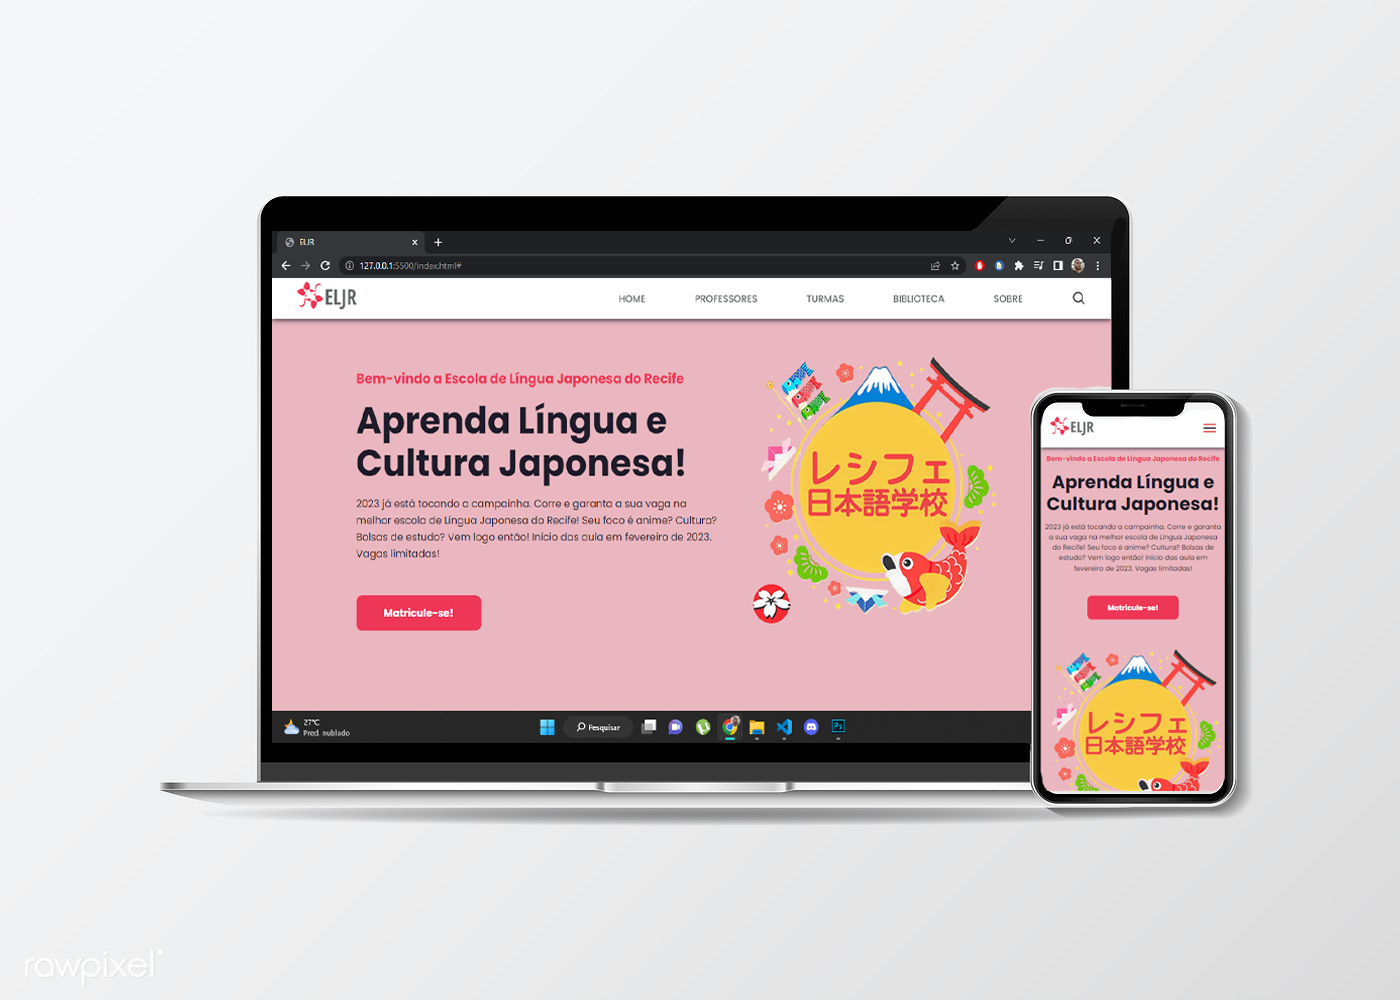 ELJR
127.0.0.1:5500/index.html#
ELJR
HOME
PROFESSORES
TURMAS
BIBLIOTECA
SOBRE
Bem-vindo a Escola de Língua Japonesa do Recife
Aprenda Língua e
Cultura Japonesa!
2023 já está tocando a campainha. Corre e garanta a sua vaga na
melhor escola de Língua Japonesa do Recife! Seu foco é anime? Cultura?
Bolsas de estudo? Vem logo então! Início das aula em fevereiro de 2023.
Vagas limitadas!
Matricule-se!
レシフェ
日本語学校
27°C
Pred. nublado
Pesquisar
Ps
ELJR
Bem-vindo a Escola de Língua Japonesa do Recife
Aprenda Língua e
Cultura Japonesa!
2023 já está tocando a campainha. Corre e garanta
a sua vaga na melhor escola de Língua Japonesa
do Recife! Seu foco é anime? Cultura? Bolsas de
estudo? Vem logo então! Início das aula em
fevereiro de 2023. Vagas limitadas!
Matricule-se!
レシフェ
日本語学校
rawpixel